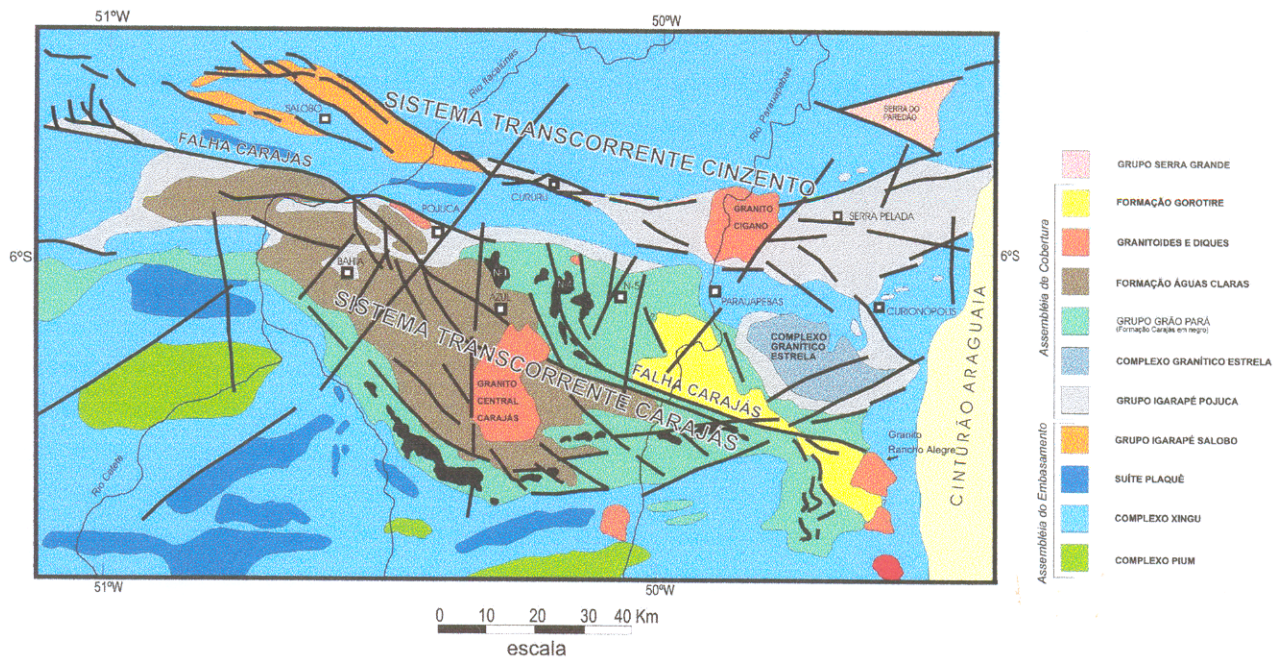 51ºW
50ºW
6ºS
6ºS
SALOBO
FALHA CARAJÁS
SISTEMA TRANSCORRENTE CINZENTO
Rio Itacaiúnas
Rio Parauapebas
SERRA DO
PAREDÃO
CURURU
POJUCA
GRANITO
CIGANO
SERRA PELADA
BAHIA
AZUL
N-5
PARAUAPEBAS
CURIONÓPOLIS
COMPLEXO
GRANÍTICO
ESTRELA
SISTEMA TRANSCORRENTE CARAJÁS
GRANITO
CENTRAL
CARAJÁS
FALHA CARAJÁS
Granito
Rancho Alegre
Rio Catete
CINTURÃO ARAGUAIA
51ºW
50ºW
0 10 20 30 40 Km
escala
GRUPO SERRA GRANDE
FORMAÇÃO GOROTIRE
GRANITOIDES E DIQUES
FORMAÇÃO ÁGUAS CLARAS
GRUPO GRÃO PARÁ
(Formação Carajás em negro)
COMPLEXO GRANÍTICO ESTRELA
GRUPO IGARAPÉ POJUCA
GRUPO IGARAPÉ SALOBO
SUÍTE PLAQUÊ
COMPLEXO XINGU
COMPLEXO PIUM
Assembléia de Cobertura
Assembléia do Embasamento